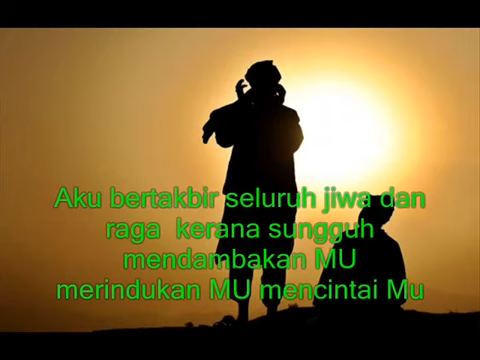 Aku bertakbir seluruh jiwa dan
raga kerana sungguh
mendambakan MU
merindukan MU mencintai Mu